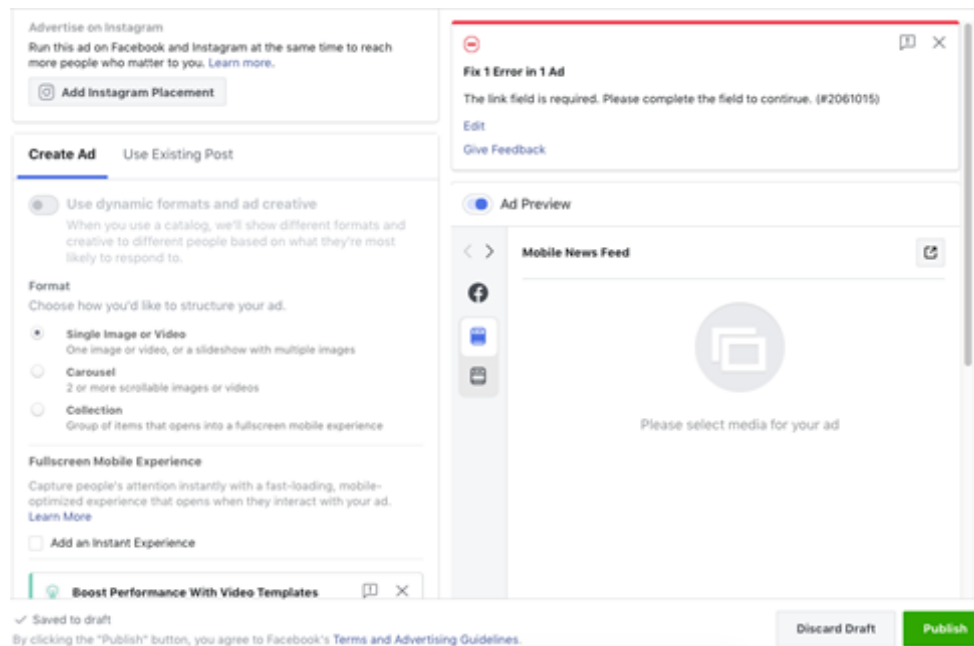 Advertise on Instagram
Run this ad on Facebook and Instagram at the same time to reach
more people who matter to you. Learn more.
Add Instagram Placement
Create Ad
Use Existing Post
Use dynamic formats and ad creative
When you use a catalog, we'll show different formats and
creative to different people based on what they're most
likely to respond to.
Format
Choose how you'd like to structure your ad.
Single Image or Video
One image or video, or a slideshow with multiple images
Carousel
2 or more scrollable images or videos
Collection
Group of items that opens into a fullscreen mobile experience
Fullscreen Mobile Experience
Capture people's attention instantly with a fast-loading, mobile-
optimized experience that opens when they interact with your ad.
Learn More
Add an Instant Experience
Boost Performance With Video Templates
Fix 1 Error in 1 Ad
The link field is required. Please complete the field to continue. (#2061015)
Edit
Give Feedback
Ad Preview
Mobile News Feed
Please select media for your ad
Saved to draft
By clicking the "Publish" button, you agree to Facebook's Terms and Advertising Guidelines.
Discard Draft
Publish